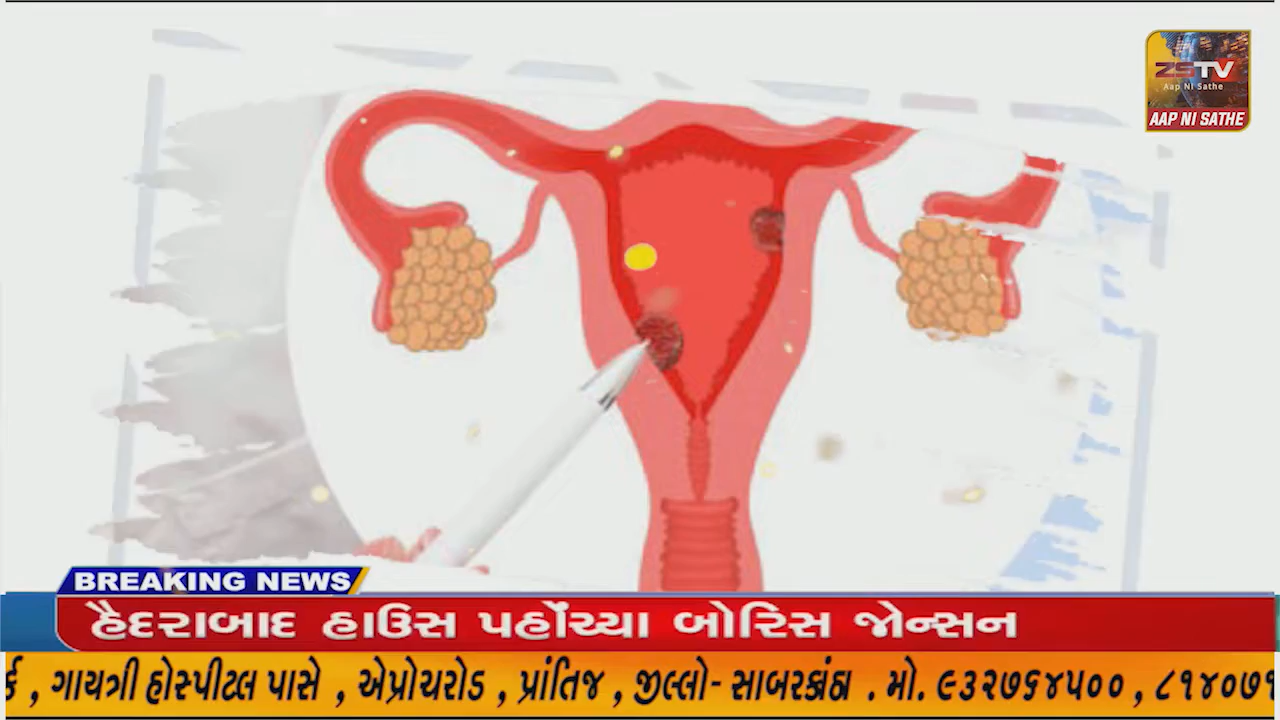 ZSTV
Aap Ni Sathe
AAP NI SATHE
BREAKING NEWS
હૈદરાબાદ હાઉસ પહોંચ્યા બોરિસ જોન્સન
, ગાયત્રી હોસ્પીટલ પાસે , એપ્રોચરોડ , પ્રાંતિજ , જીલ્લો- સાબરકાંઠા . મો. ૯૩૨૭૬૪૫૦૦ , ૮૧૪૦૭૧